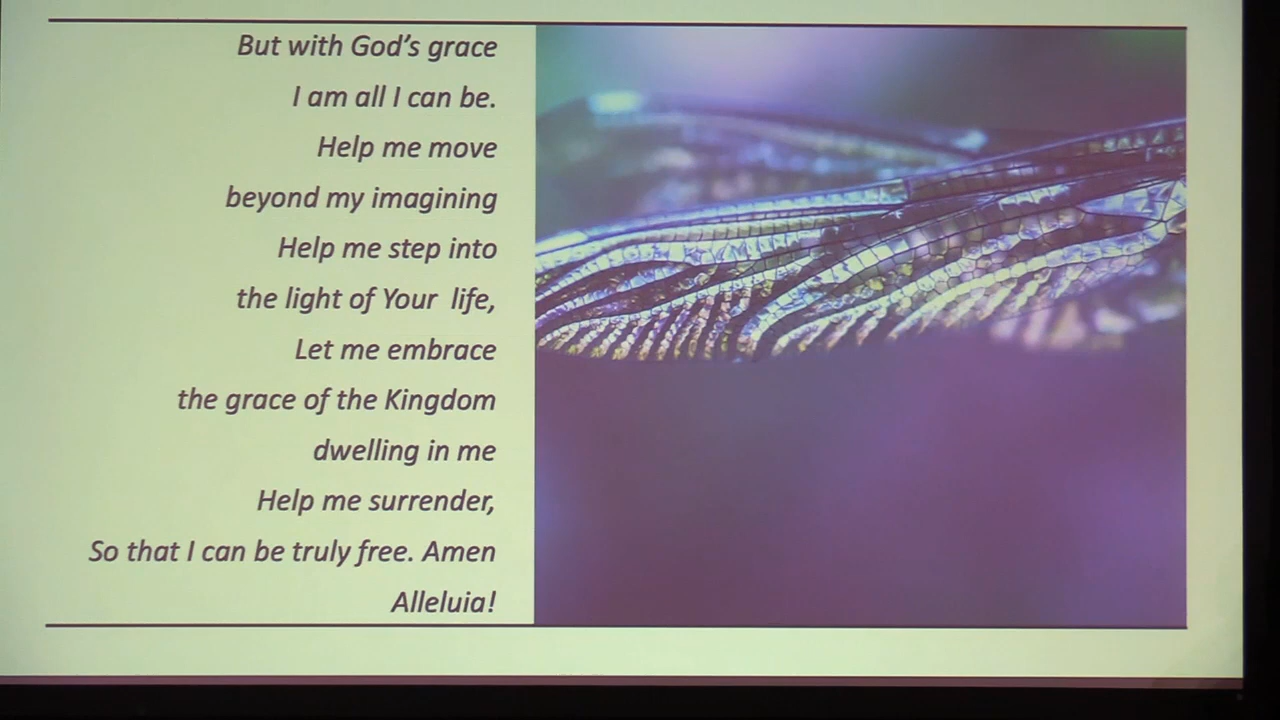 But with God's grace
I am all I can be.
Help me move
beyond my imagining
Help me step into
the light of Your  life,
Let me embrace
the grace of the Kingdom
dwelling in me
Help me surrender,
So that I can be truly free. Amen
Alleluia!